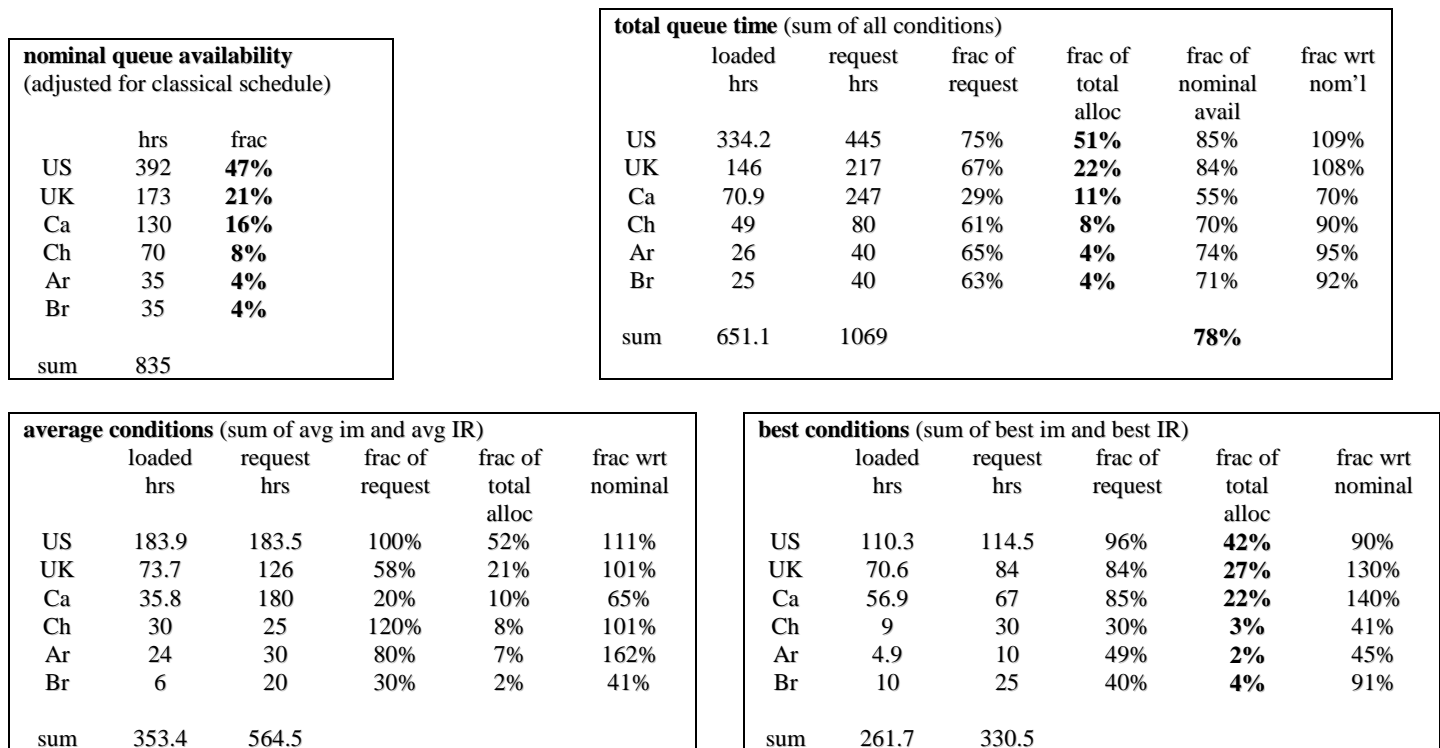 nominal queue availability
(adjusted for classical schedule)
hrs frac
US 392 47%
UK 173 21%
Ca 130 16%
Ch 70 8%
Ar 35 4%
Br 35 4%
sum 835
total queue time (sum of all conditions)
loaded request frac of frac of frac of frac wrt
hrs hrs request total nominal nom'l
alloc avail
US 334.2 445 75% 51% 85% 109%
UK 146 217 67% 22% 84% 108%
Ca 70.9 247 29% 11% 55% 70%
Ch 49 80 61% 8% 70% 90%
Ar 26 40 65% 4% 74% 95%
Br 25 40 63% 4% 71% 92%
sum 651.1 1069 78%
average conditions (sum of avg im and avg IR)
loaded request frac of frac of frac wrt
hrs hrs request total nominal
alloc
US 183.9 183.5 100% 52% 111%
UK 73.7 126 58% 21% 101%
Ca 35.8 180 20% 10% 65%
Ch 30 25 120% 8% 101%
Ar 24 30 80% 7% 162%
Br 6 20 30% 2% 41%
sum 353.4 564.5
best conditions (sum of best im and best IR)
loaded request frac of frac of frac wrt
hrs hrs request total nominal
alloc
US 110.3 114.5 96% 42% 90%
UK 70.6 84 84% 27% 130%
Ca 56.9 67 85% 22% 140%
Ch 9 30 30% 3% 41%
Ar 4.9 10 49% 2% 45%
Br 10 25 40% 4% 91%
sum 261.7 330.5